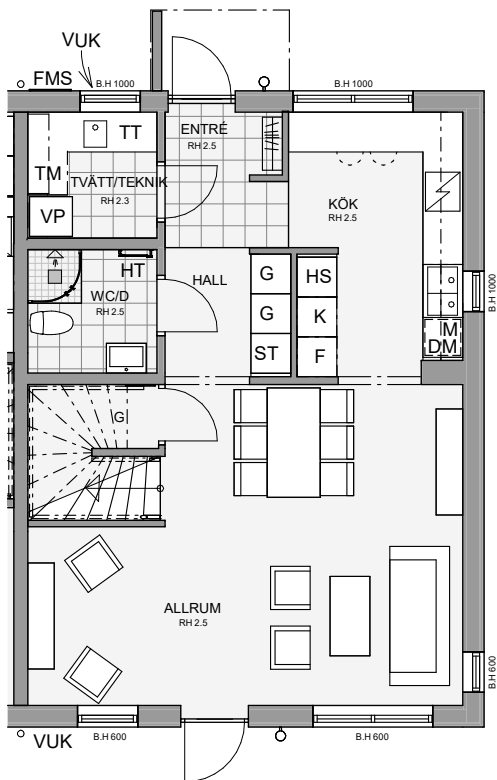 VUK
FMS
B.H 1000
B.H 1000
TT
ENTRÉ
RH 2.5
TM
TVÄTT/TEKNIK
RH 2.3
VP
KÖK
RH 2.5
HT
HALL
G
HS
WC/D
RH 2.5
G
K
ST
F
B.H 1000
M
DM
G
ALLRUM
RH 2.5
B.H 600
VUK
B.H 600
B.H 600